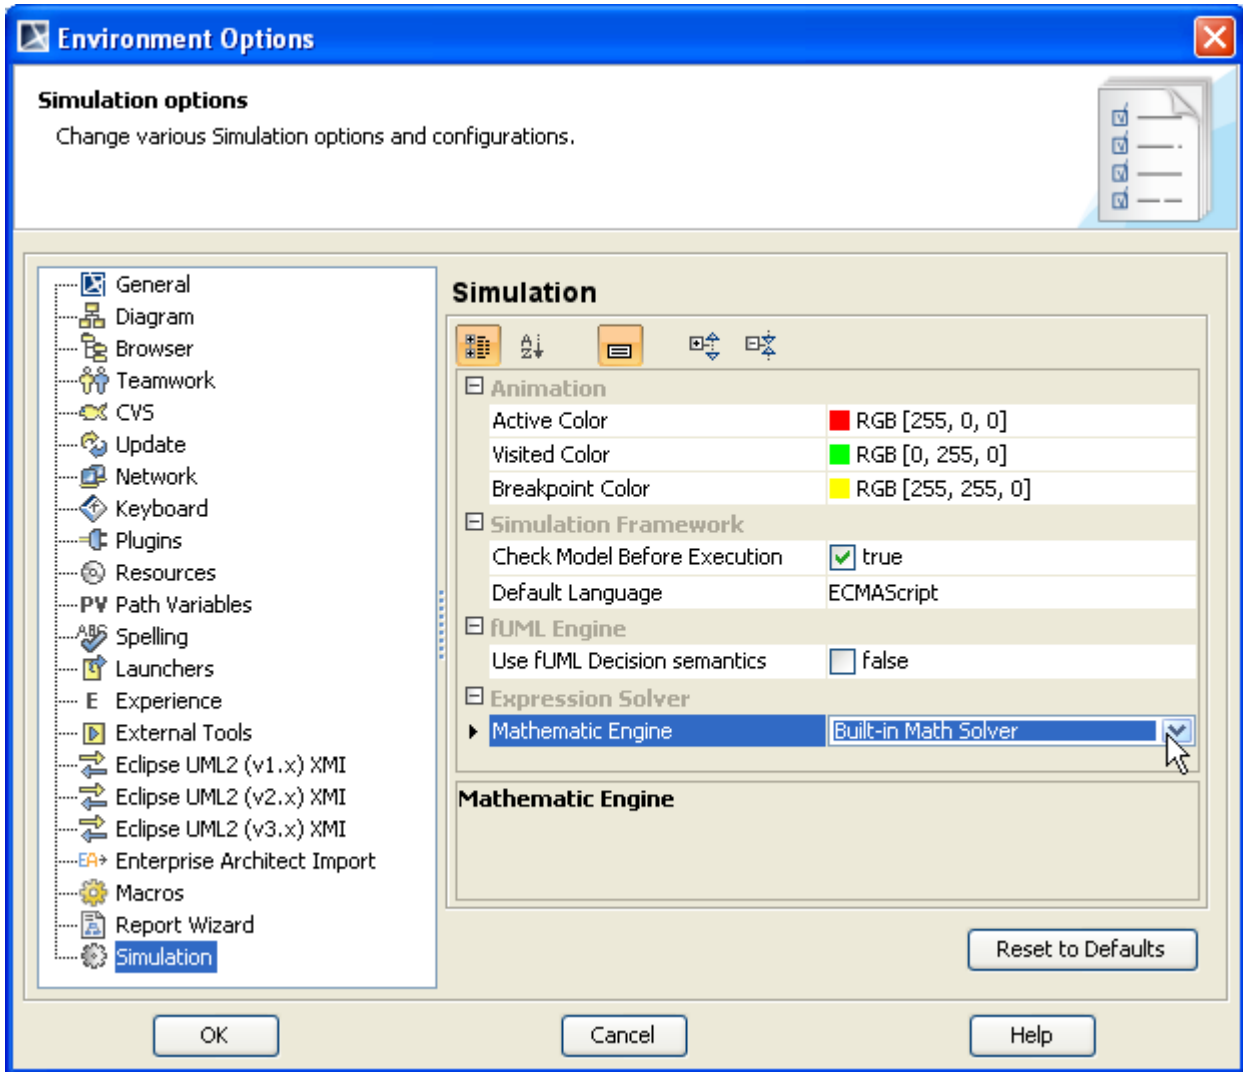 Environment Options
Simulation options
Change various Simulation options and configurations.
General
Diagram
Browser
Teamwork
CVS
Update
Network
Keyboard
Plugins
Resources
PV Path Variables
ABC Spelling
Launchers
E Experience
External Tools
Eclipse UML2 (v1.x) XMI
Eclipse UML2 (v2.x) XMI
Eclipse UML2 (v3.x) XMI
EA Enterprise Architect Import
Macros
Report Wizard
Simulation
Simulation
A Z
Animation
Active Color RGB [255, 0, 0]
Visited Color RGB [0, 255, 0]
Breakpoint Color RGB [255, 255, 0]
Simulation Framework
Check Model Before Execution true
Default Language ECMAScript
fUML Engine
Use fUML Decision semantics false
Expression Solver
Mathematic Engine Built-in Math Solver
Mathematic Engine
Reset to Defaults
OK Cancel Help